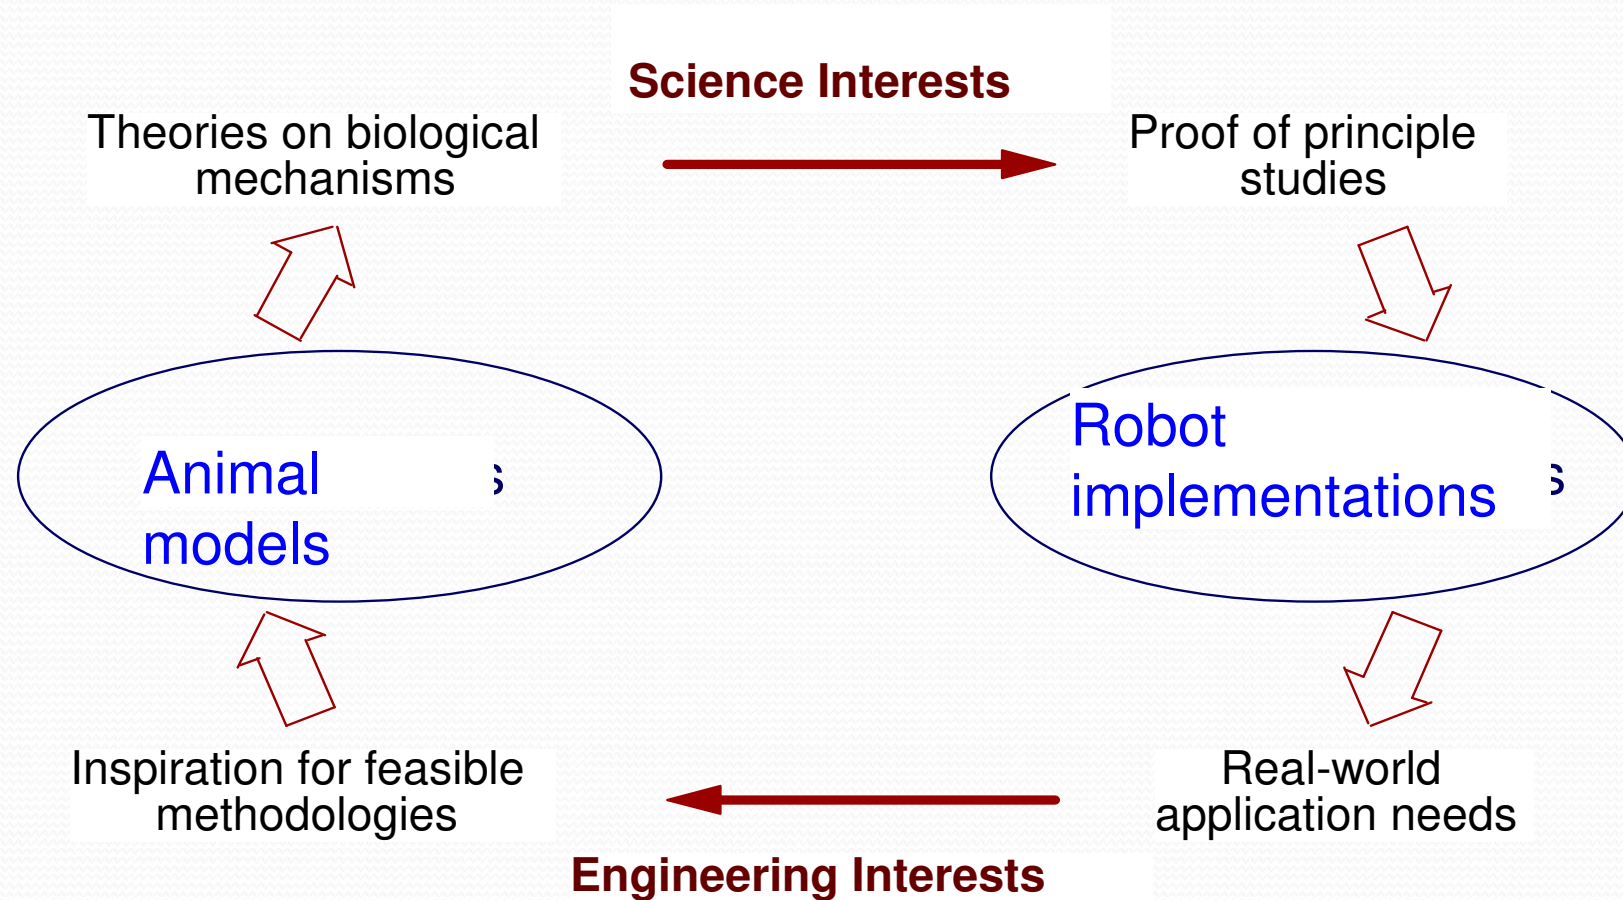 Science Interests
Theories on biological
mechanisms
Proof of principle
studies
Animal
models
s
Robot
implementations
s
Inspiration for feasible
methodologies
Real-world
application needs
Engineering Interests